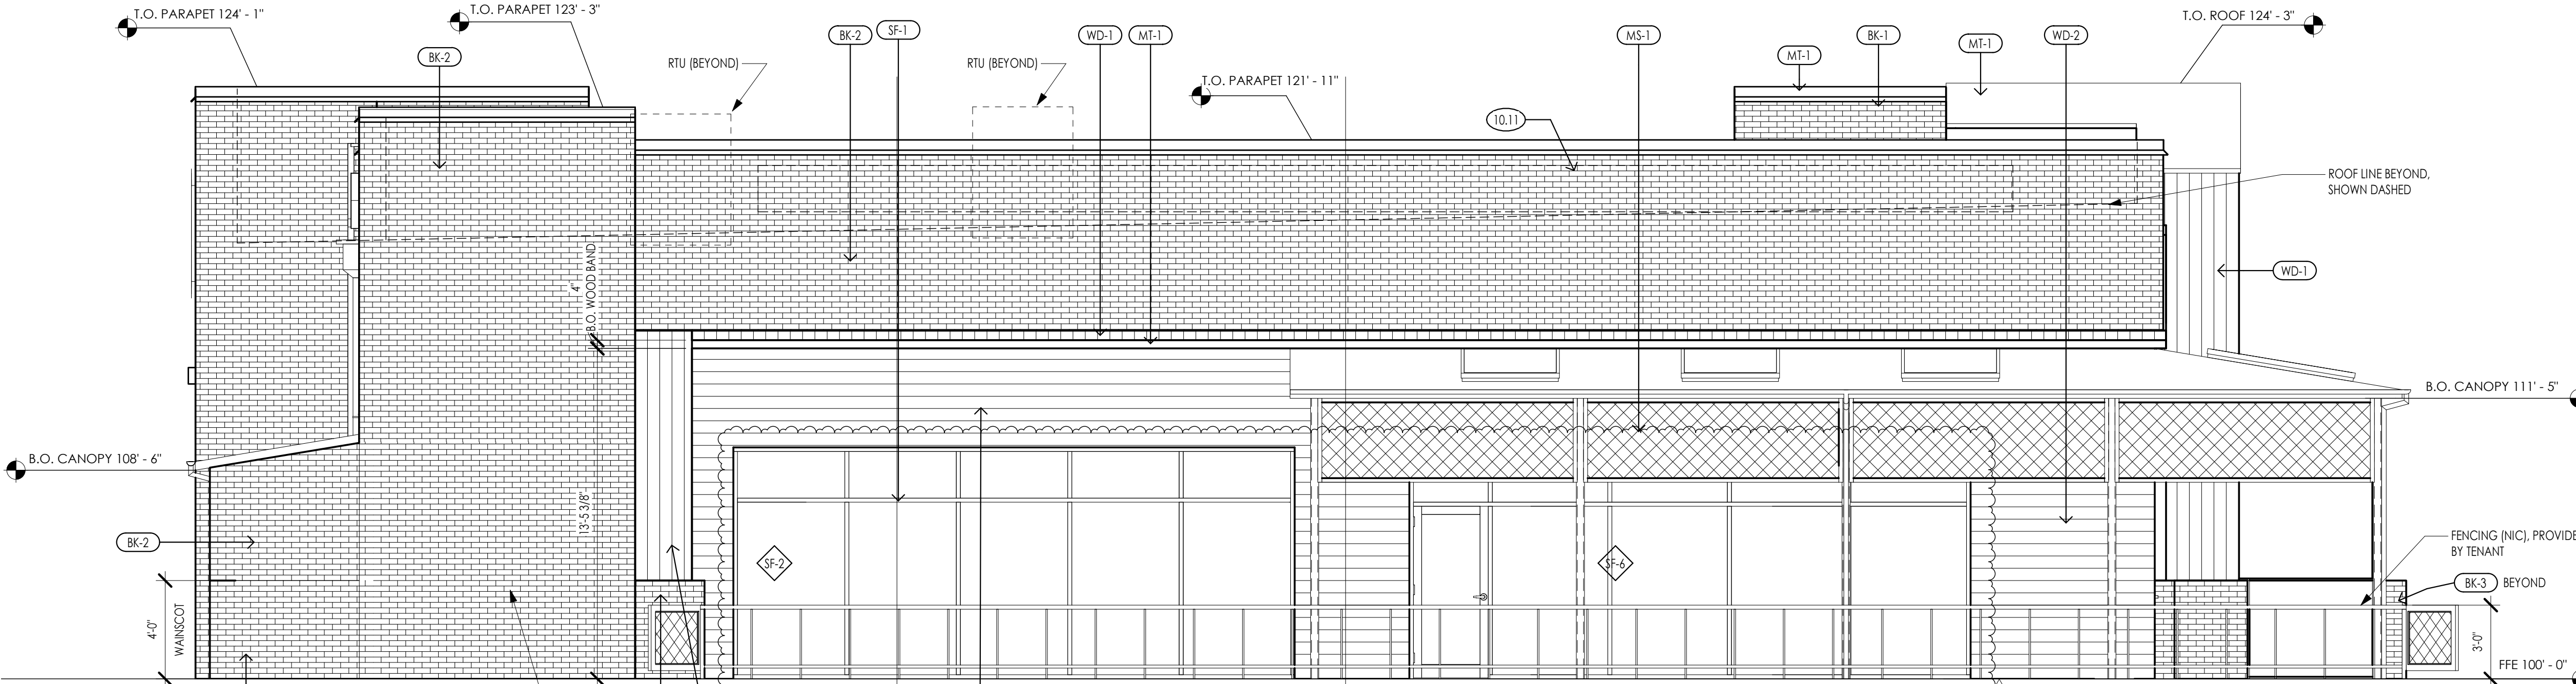 T.O. PARAPET 124' - 1"
T.O. PARAPET 123' - 3"
BK-2
BK-2
SF-1
WD-1
MT-1
MS-1
MT-1
BK-1
MT-1
WD-2
T.O. ROOF 124' - 3"
RTU (BEYOND)
RTU (BEYOND)
T.O. PARAPET 121' - 11"
10.11
ROOF LINE BEYOND,
SHOWN DASHED
WD-1
4"
B.O. WOOD BAND
B.O. CANOPY 111' - 5"
B.O. CANOPY 108' - 6"
13'-5 3/8"
BK-2
SF-2
SF-6
FENCING (NIC), PROVIDE
BY TENANT
BK-3
BEYOND
4'-0"
WAINSCOT
3'-0"
FFE 100' - 0"